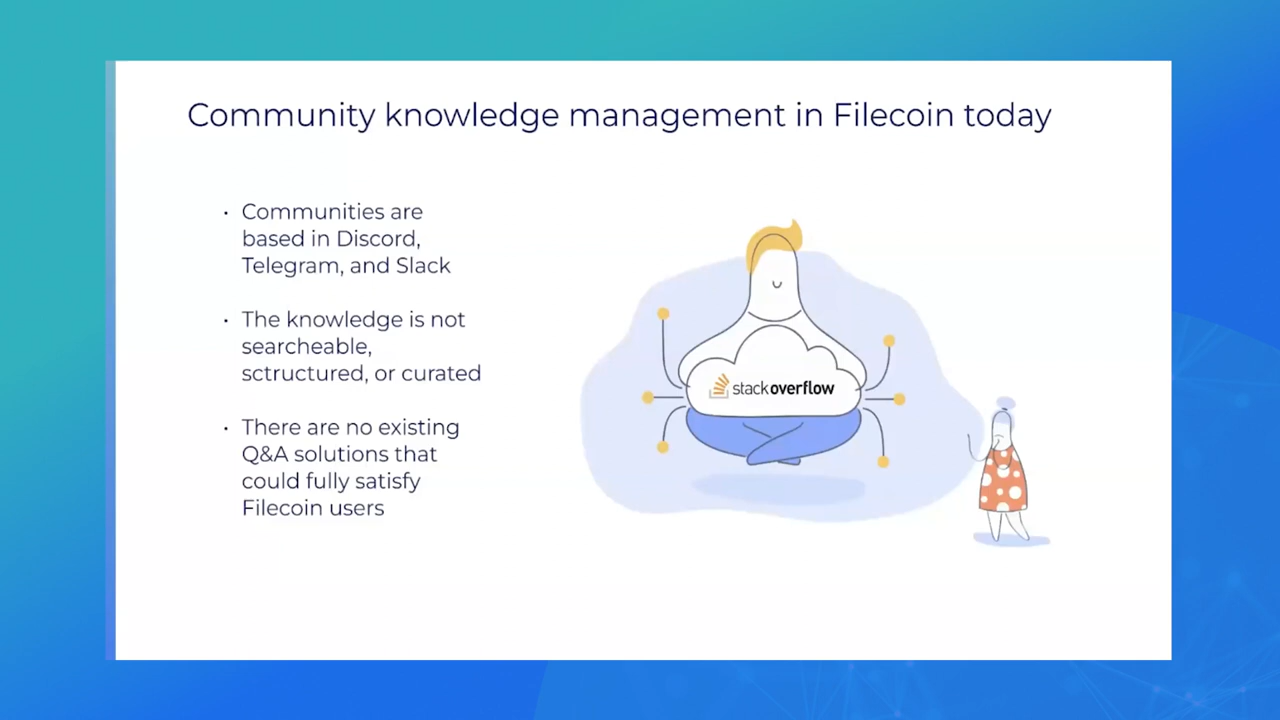 Community knowledge management in Filecoin today
• Communities are
based in Discord,
Telegram, and Slack
• The knowledge is not
searcheable,
sctructured, or curated
• There are no existing
Q&A solutions that
could fully satisfy
Filecoin users
stackoverflow